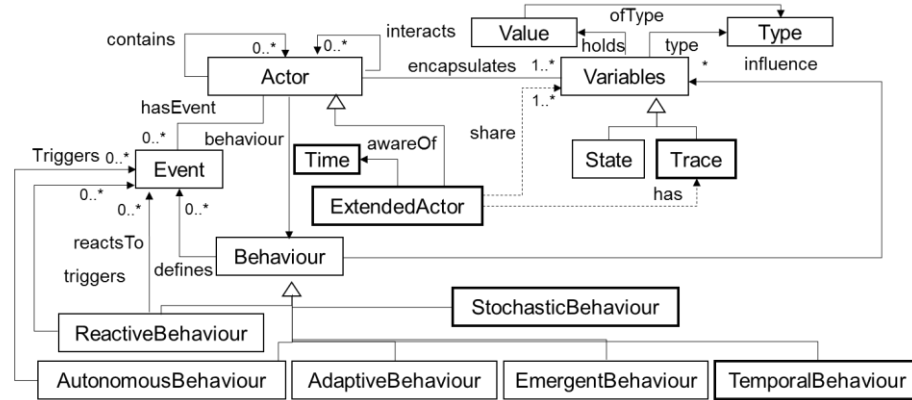 contains
0..*
0..*
interacts
Value
ofType
Type
holds
type
Actor
encapsulates
1..*
Variables
*
influence
hasEvent
1..*
0..*
behaviour
awareOf
share
Triggers
0..*
Event
Time
State
Trace
0..*
0..*
0..*
ExtendedActor
has
reactsTo
Behaviour
triggers
defines
StochasticBehaviour
ReactiveBehaviour
AutonomousBehaviour
AdaptiveBehaviour
EmergentBehaviour
TemporalBehaviour